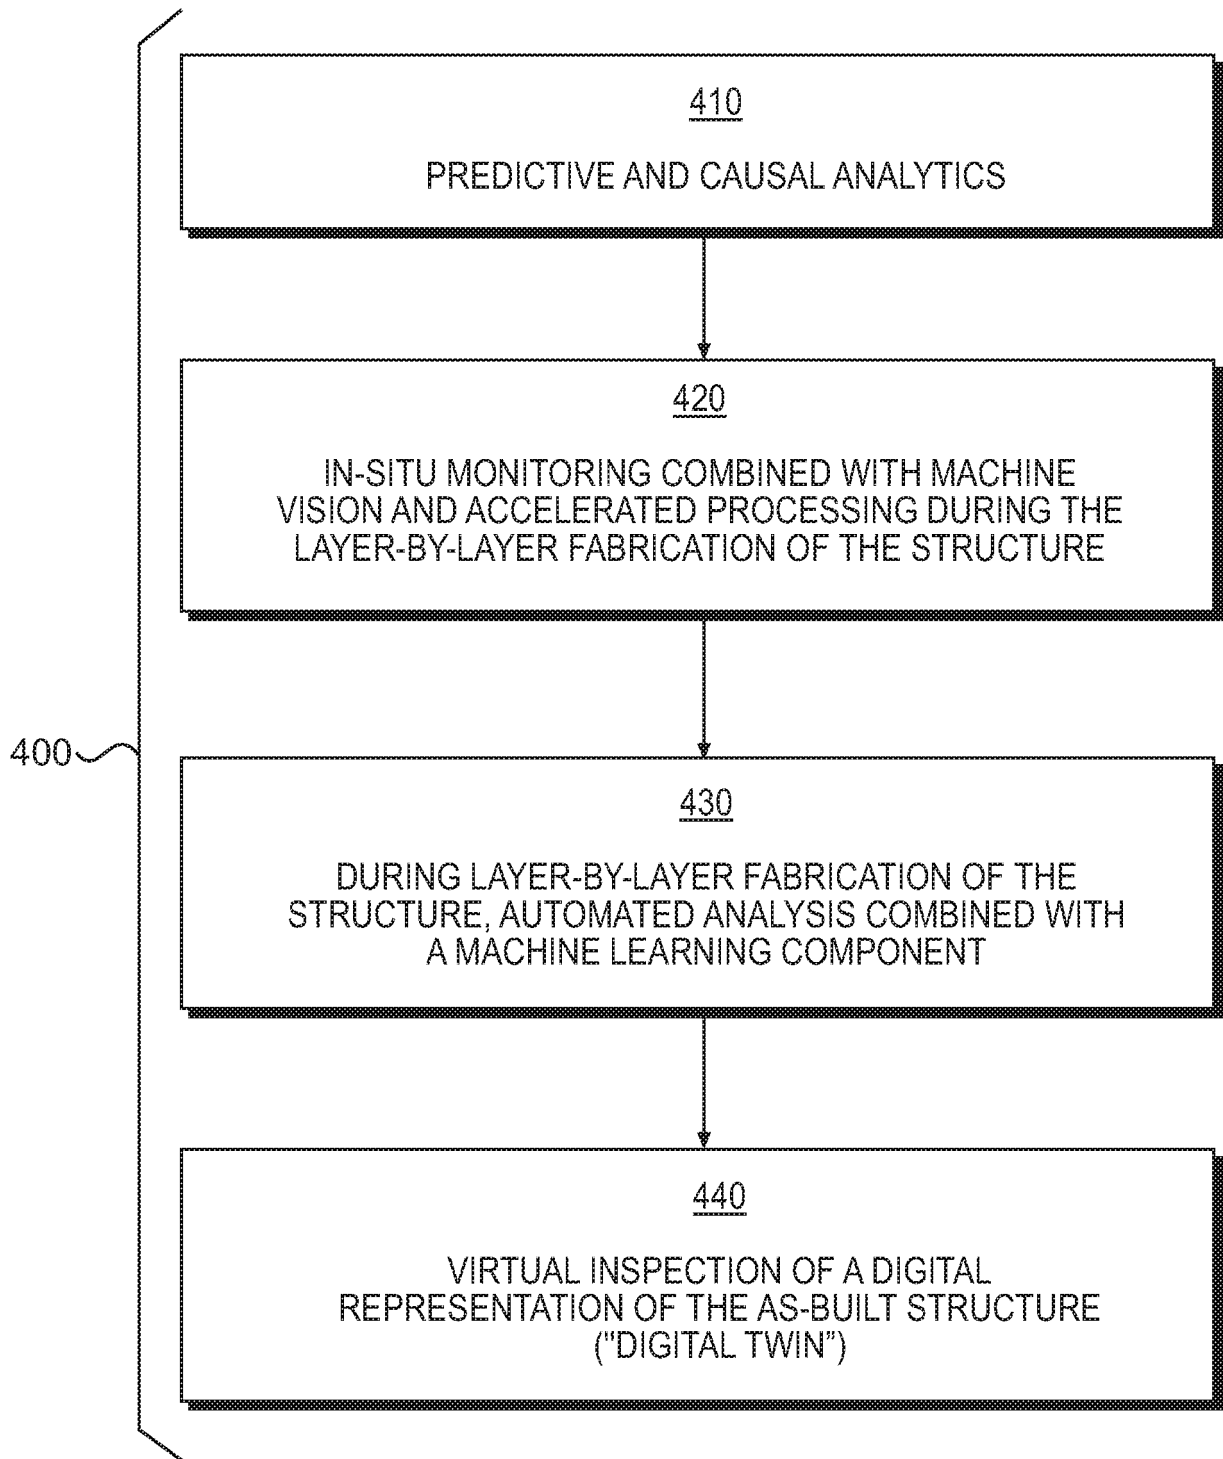 410
PREDICTIVE AND CAUSAL ANALYTICS
420
IN-SITU MONITORING COMBINED WITH MACHINE
VISION AND ACCELERATED PROCESSING DURING THE
LAYER-BY-LAYER FABRICATION OF THE STRUCTURE
400
430
DURING LAYER-BY-LAYER FABRICATION OF THE
STRUCTURE, AUTOMATED ANALYSIS COMBINED WITH
A MACHINE LEARNING COMPONENT
440
VIRTUAL INSPECTION OF A DIGITAL
REPRESENTATION OF THE AS-BUILT STRUCTURE
("DIGITAL TWIN")